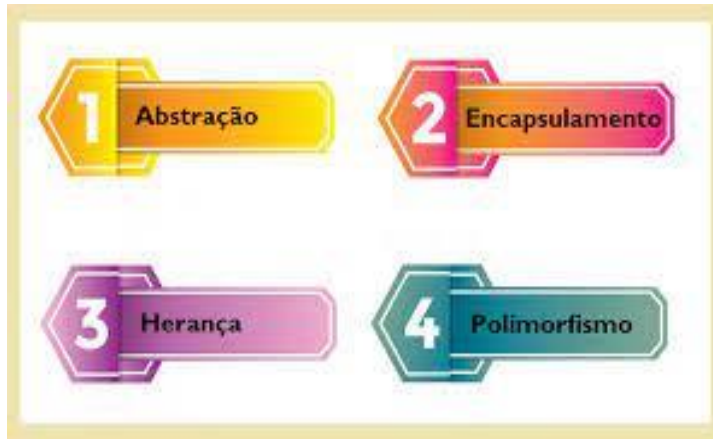 1 Abstração
2 Encapsulamento
3 Herança
4 Polimorfismo